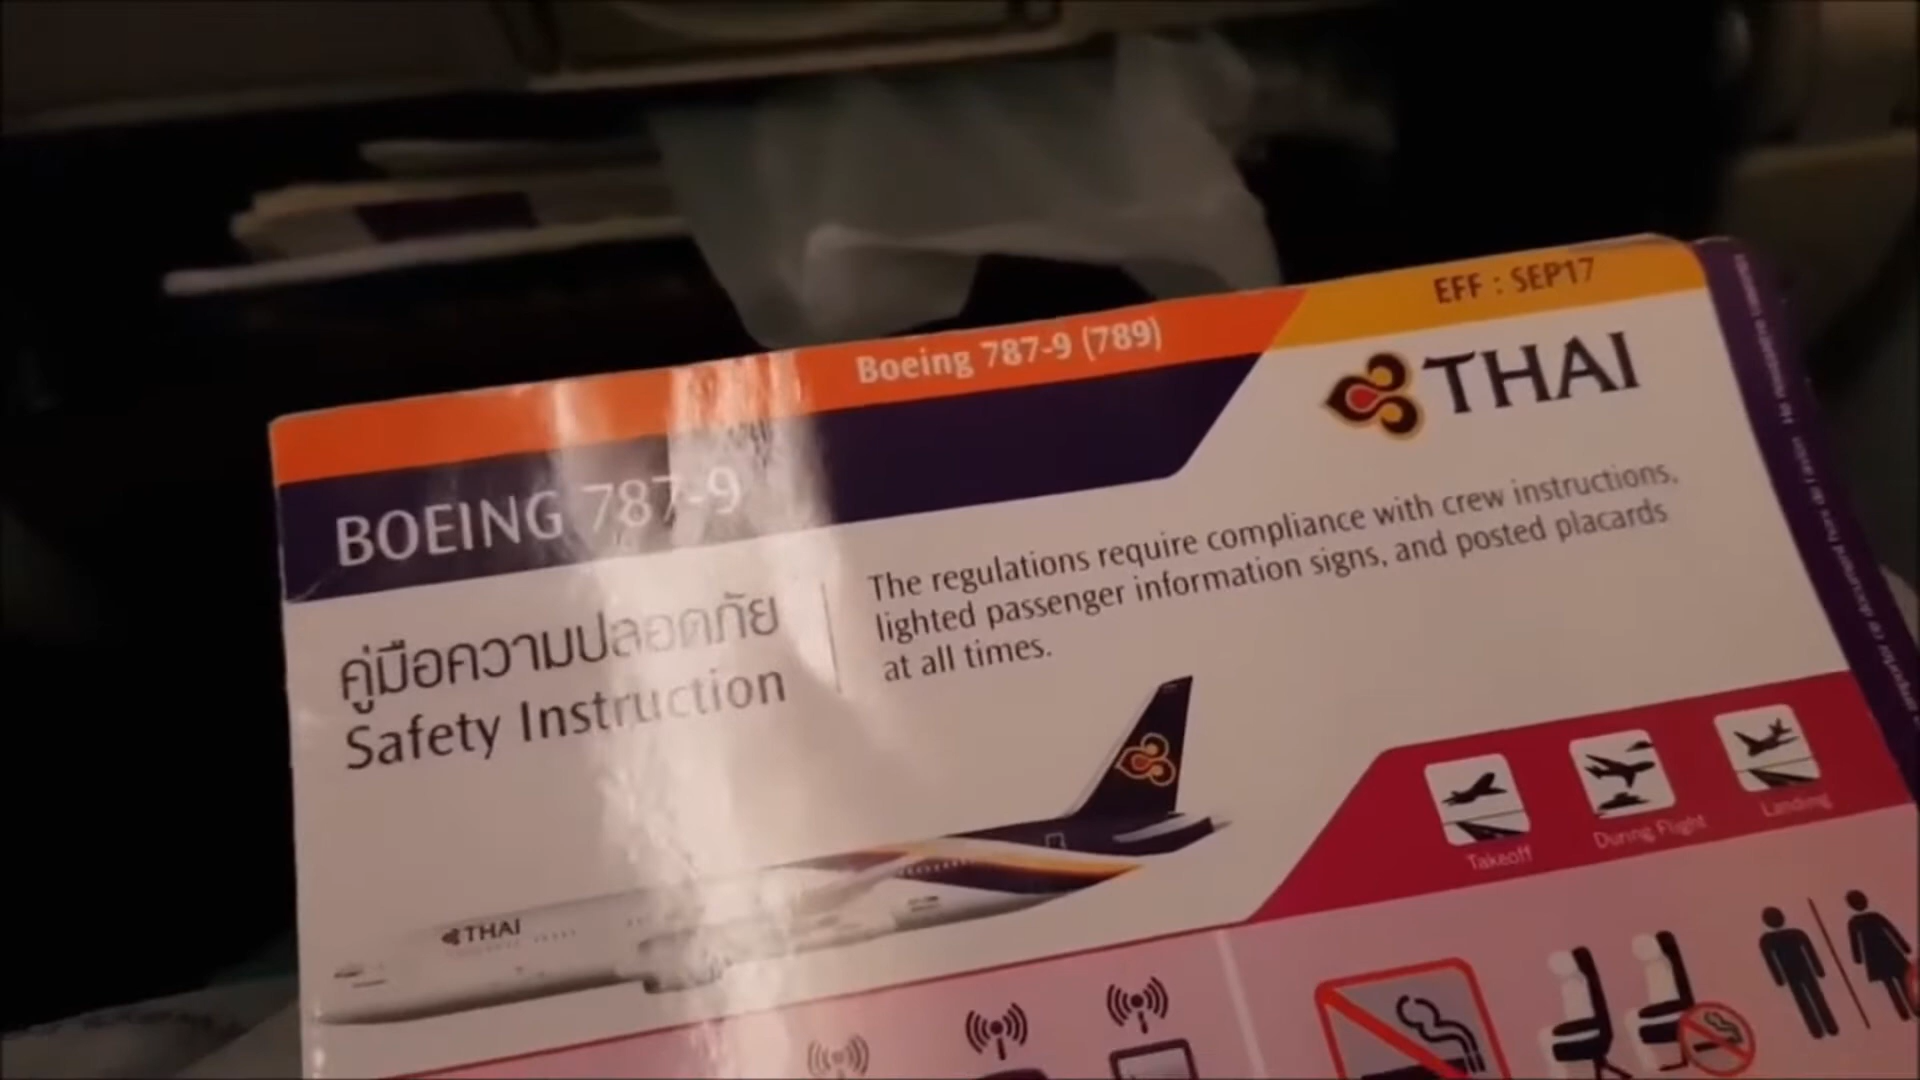 EFF : SEP17
Boeing 787-9 (789)
THAI
BOEING 787-9
คู่มือความปลอดภัย
Safety Instruction
The regulations require compliance with crew instructions,
lighted passenger information signs, and posted placards
at all times.
THAI
Takeoff
During Flight
Landing